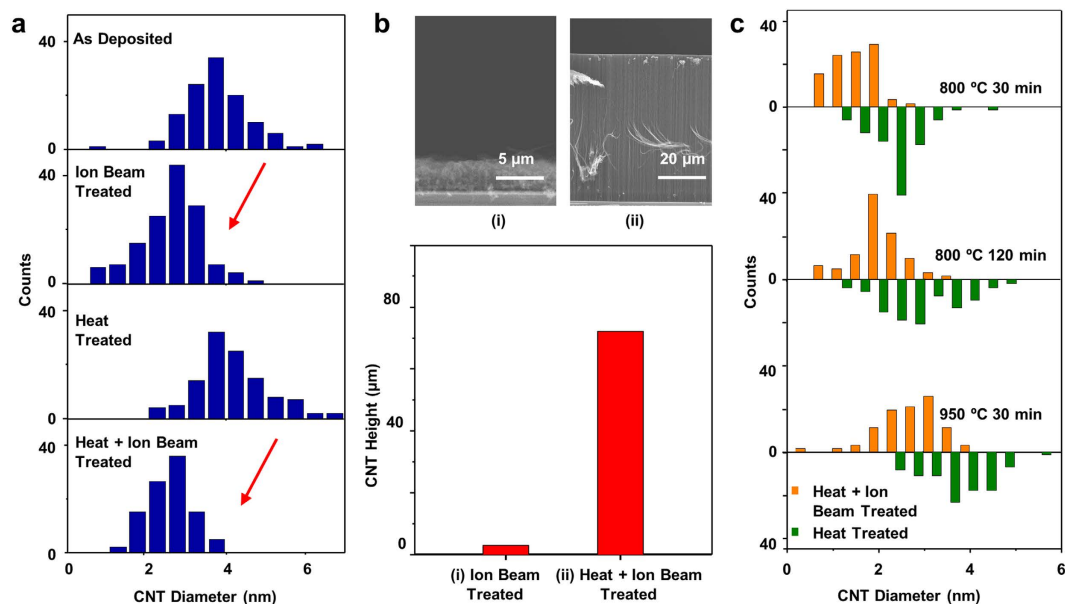 a
As Deposited
40
0
Ion Beam
Treated
40
0
Heat
Treated
40
0
Heat + Ion Beam
Treated
40
0
0
2
4
6
Counts
CNT Diameter (nm)
b
5 µm
20 µm
(i)
(ii)
80
40
0
CNT Height (µm)
(i) Ion Beam
Treated
(ii) Heat + Ion Beam
Treated
c
40
800 ºC 30 min
0
40
40
800 ºC 120 min
0
40
40
950 ºC 30 min
0
Heat + Ion
Beam Treated
Heat Treated
40
0
2
4
6
Counts
CNT Diameter (nm)